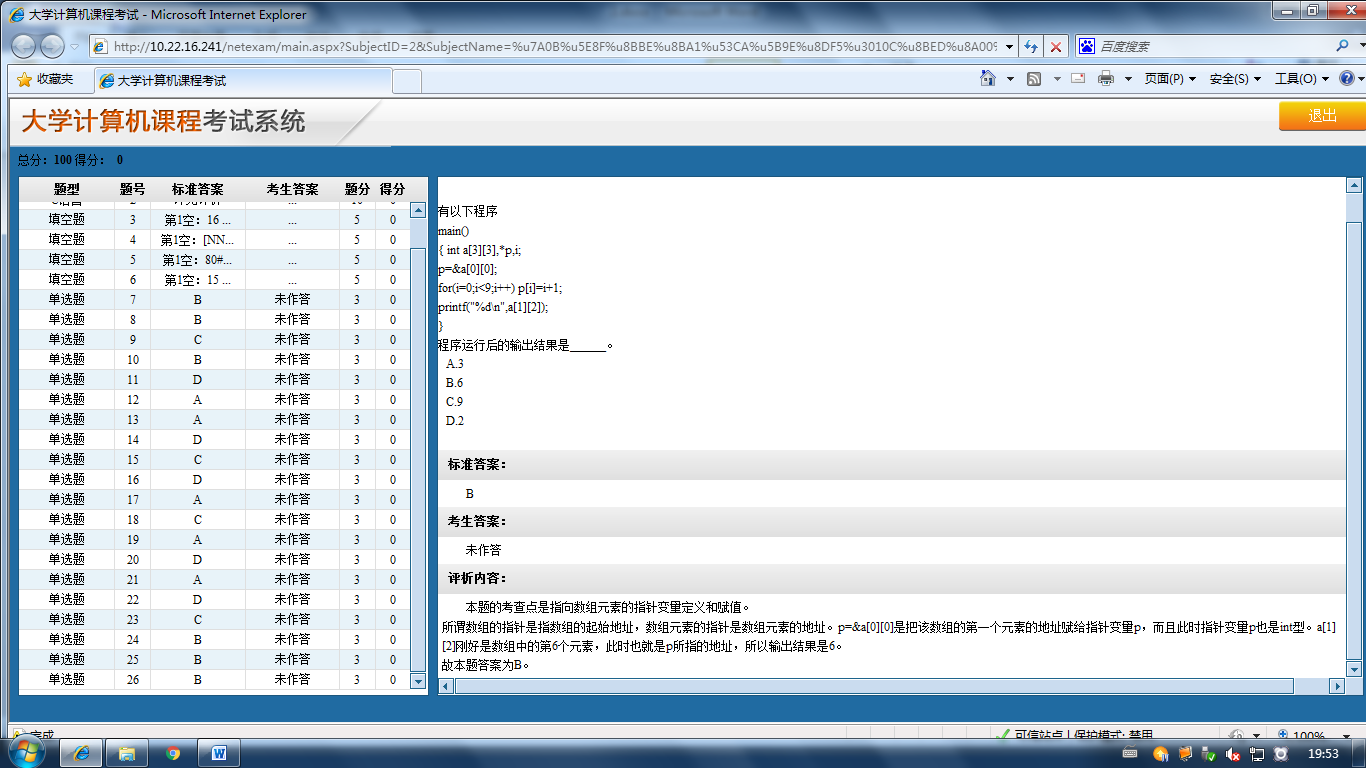 大学计算机课程考试 - Microsoft Internet Explorer
http://10.22.16.241/netexam/main.aspx?SubjectID=2&SubjectName=%u7A0B%u5E8F%u8BBE%u8BA1%u53CA%u5B9E%u8DF5%u3010C%u8BED%u8A00%
百度搜索
收藏夹
大学计算机课程考试
页面(P)
安全(S)
工具(O)
大学计算机课程考试系统
退出
总分：100 得分： 0
题型 题号 标准答案 考生答案 题分 得分
填空题 3 第1空：16 ... ... 5 0
填空题 4 第1空：[NN... ... 5 0
填空题 5 第1空：80#... ... 5 0
填空题 6 第1空：15 ... ... 5 0
单选题 7 B 未作答 3 0
单选题 8 B 未作答 3 0
单选题 9 C 未作答 3 0
单选题 10 B 未作答 3 0
单选题 11 D 未作答 3 0
单选题 12 A 未作答 3 0
单选题 13 A 未作答 3 0
单选题 14 D 未作答 3 0
单选题 15 C 未作答 3 0
单选题 16 D 未作答 3 0
单选题 17 A 未作答 3 0
单选题 18 C 未作答 3 0
单选题 19 A 未作答 3 0
单选题 20 D 未作答 3 0
单选题 21 A 未作答 3 0
单选题 22 D 未作答 3 0
单选题 23 C 未作答 3 0
单选题 24 B 未作答 3 0
单选题 25 B 未作答 3 0
单选题 26 B 未作答 3 0
有以下程序
main()
{ int a[3][3],*p,i;
p=&a[0][0];
for(i=0;i<9;i++) p[i]=i+1;
printf("%d\n",a[1][2]);
}
程序运行后的输出结果是______。
A.3
B.6
C.9
D.2
标准答案：
B
考生答案：
未作答
评析内容：
本题的考查点是指向数组元素的指针变量定义和赋值。
所谓数组的指针是指数组的起始地址，数组元素的指针是数组元素的地址。p=&a[0][0]是把该数组的第一个元素的地址赋给指针变量p，而且此时指针变量p也是int型。a[1]
[2]刚好是数组中的第6个元素，此时也就是p所指的地址，所以输出结果是6。
故本题答案为B。
完成
可信站点 | 保护模式: 禁用
100%
19:53